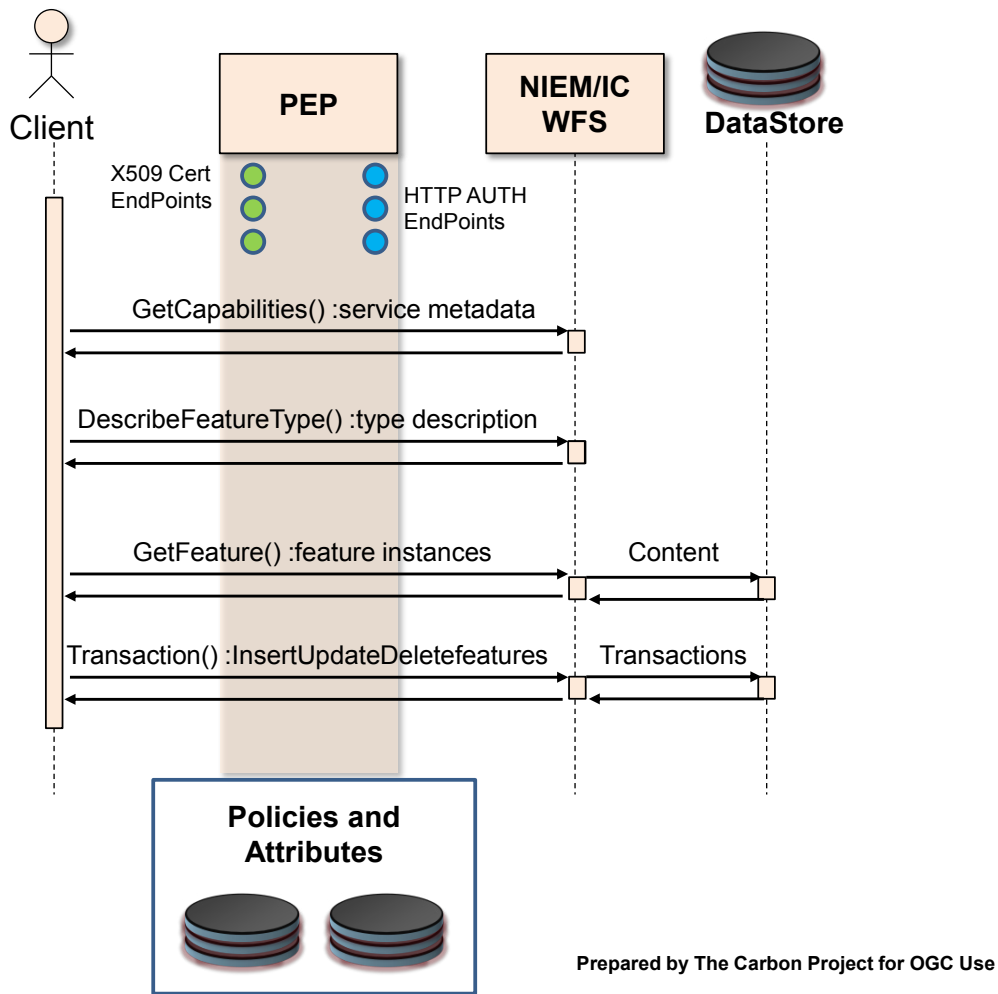 Client
PEP
NIEM/IC
WFS
DataStore
X509 Cert
EndPoints
HTTP AUTH
EndPoints
GetCapabilities() :service metadata
DescribeFeatureType() :type description
GetFeature() :feature instances
Content
Transaction() :InsertUpdateDeletefeatures
Transactions
Policies and
Attributes
Prepared by The Carbon Project for OGC Use